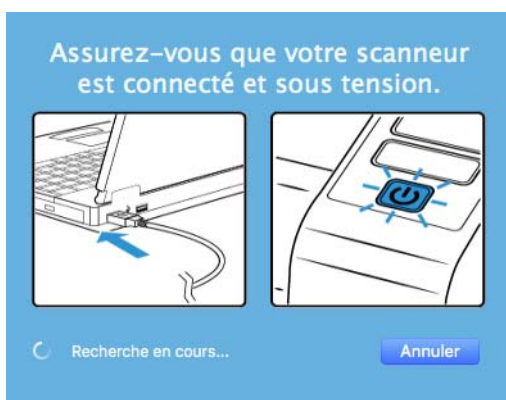 Assurez-vous que votre scanneur
est connecté et sous tension.
Recherche en cours...
Annuler